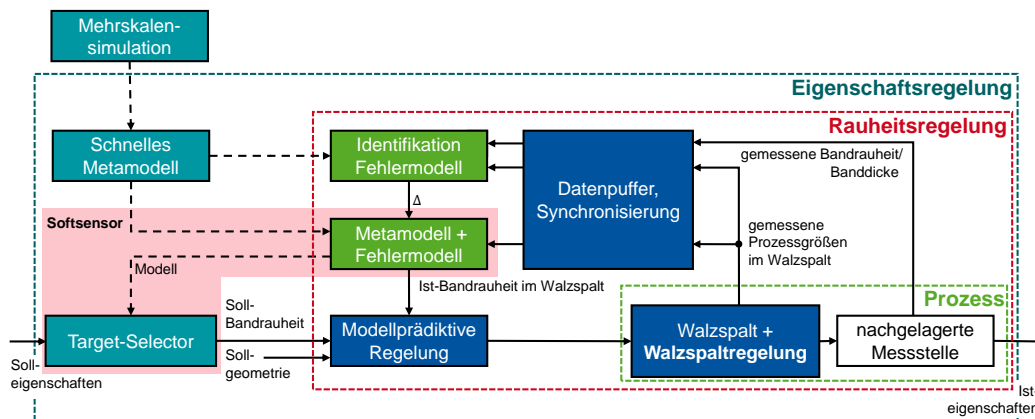 Mehrskalen-
simulation
Eigenschaftsregelung
Rauheitsregelung
Schnelles
Metamodell
Identifikation
Fehlermodell
Datenpuffer,
Synchronisierung
gemessene Bandrauheit/
Banddicke
Δ
Softsensor
Metamodell +
Fehlermodell
gemessene
Prozessgrößen
im Walzspalt
Modell
Ist-Bandrauheit im Walzspalt
Prozess
Soll-
Bandrauheit
Target-Selector
Modellprädiktive
Regelung
Walzspalt +
Walzspaltregelung
nachgelagerte
Messstelle
Soll-
geometrie
Soll-
eigenschaften
Ist-
eigenschaften